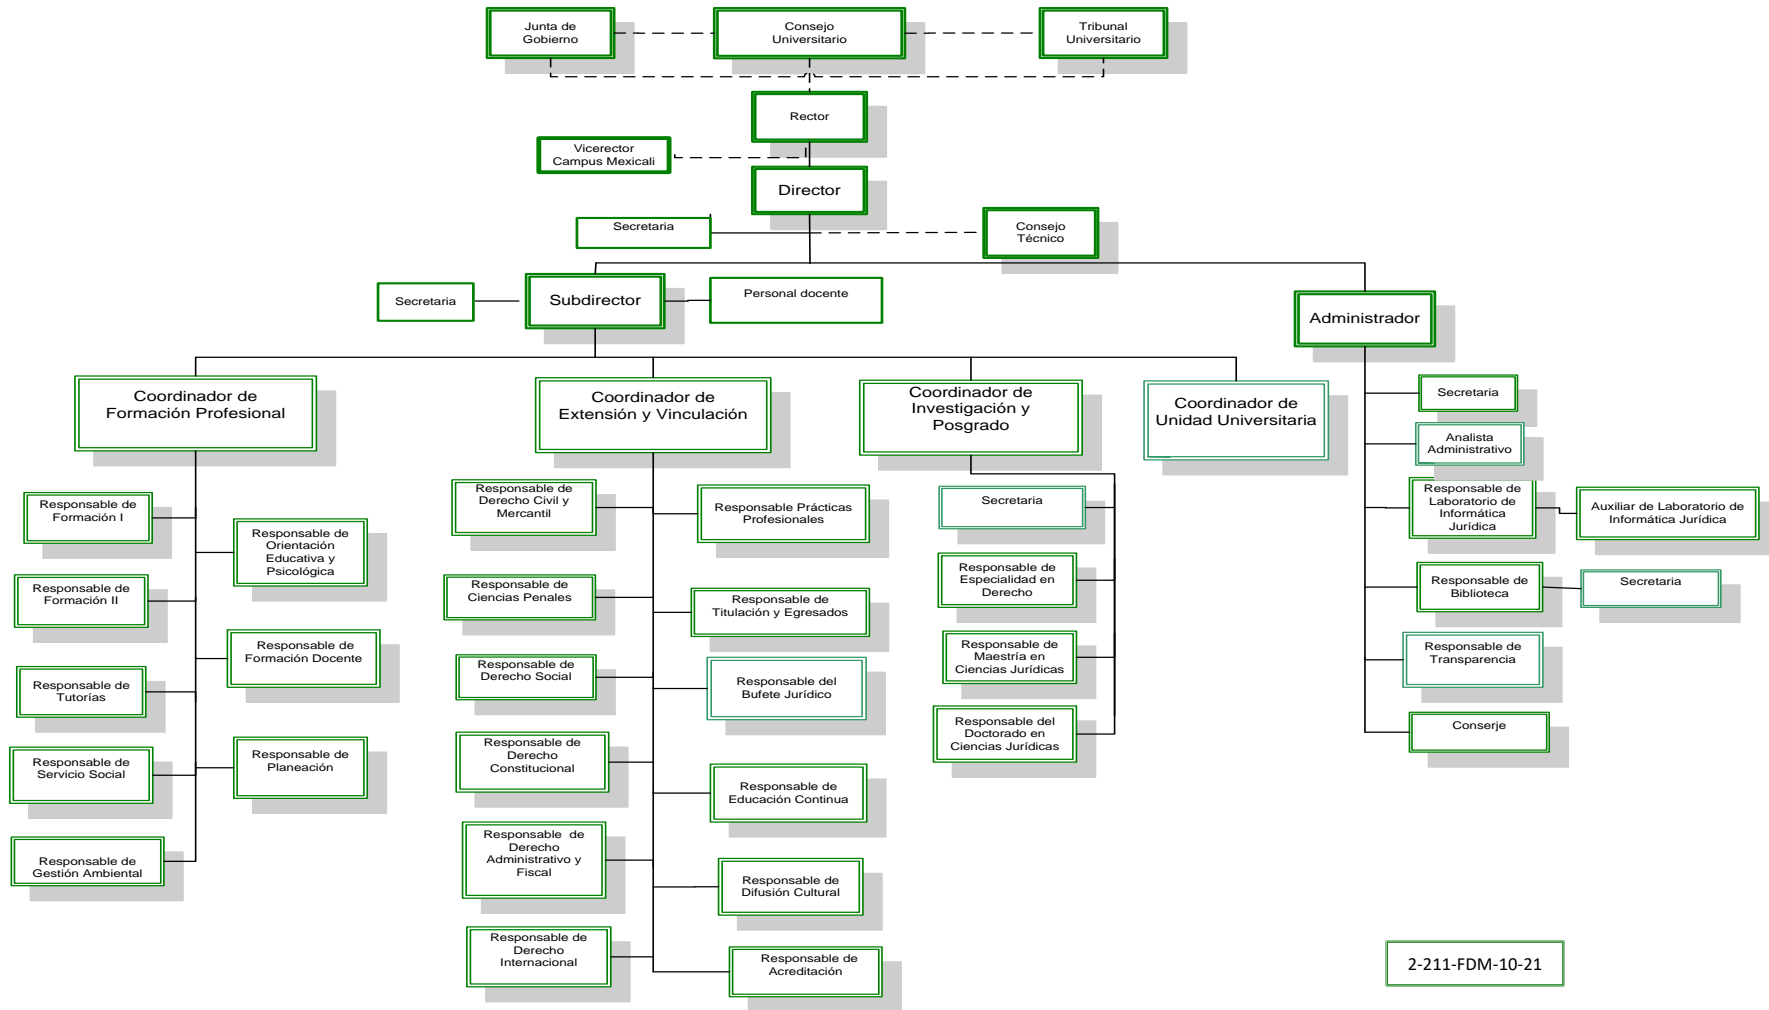 Junta de
Gobierno
Consejo
Universitario
Tribunal
Universitario
Rector
Vicerector
Campus Mexicali
Director
Secretaria
Consejo
Técnico
Secretaria
Subdirector
Personal docente
Administrador
Coordinador de
Formación Profesional
Coordinador de
Extensión y Vinculación
Coordinador de
Investigación y
Posgrado
Coordinador de
Unidad Universitaria
Responsable de
Formación I
Responsable de
Orientación
Educativa y
Psicológica
Responsable de
Formación II
Responsable de
Formación Docente
Responsable de
Tutorías
Responsable de
Servicio Social
Responsable de
Planeación
Responsable de
Gestión Ambiental
Responsable de
Derecho Civil y
Mercantil
Responsable Prácticas
Profesionales
Responsable de
Ciencias Penales
Responsable de
Titulación y Egresados
Responsable de
Derecho Social
Responsable del
Bufete Jurídico
Responsable de
Derecho
Constitucional
Responsable de
Educación Continua
Responsable  de
Derecho
Administrativo y
Fiscal
Responsable de
Difusión Cultural
Responsable de
Derecho
Internacional
Responsable de
Acreditación
Secretaria
Responsable de
Especialidad en
Derecho
Responsable de
Maestría en
Ciencias Jurídicas
Responsable del
Doctorado en
Ciencias Jurídicas
Secretaria
Analista
Administrativo
Responsable de
Laboratorio de
Informática
Jurídica
Auxiliar de Laboratorio de
Informática Jurídica
Responsable de
Biblioteca
Secretaria
Responsable de
Transparencia
Conserje
2-211-FDM-10-21